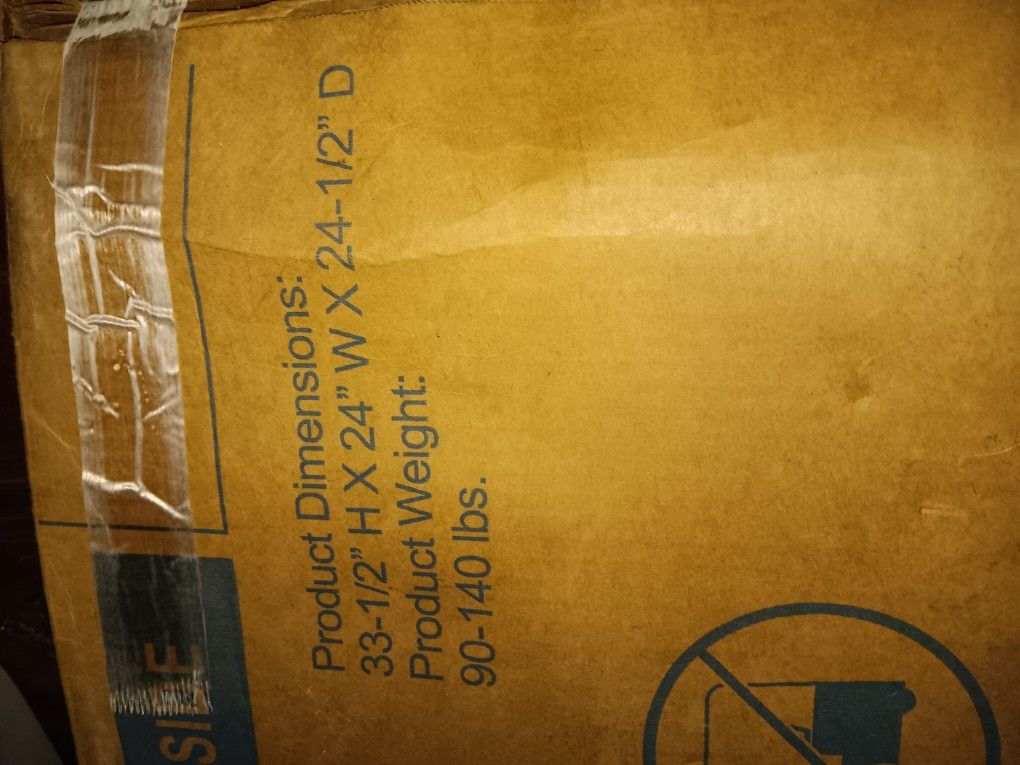 Product Dimensions:
33-1/2" H X 24" W X 24-1/2" D
Product Weight:
90-140 lbs.